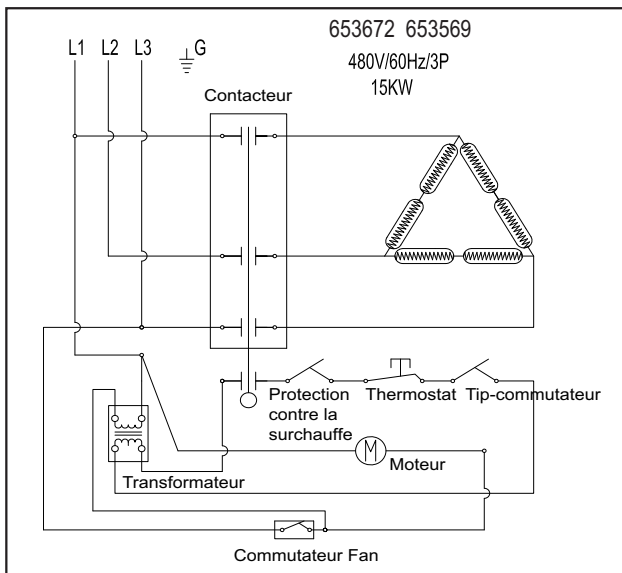 653672 653569
480V/60Hz/3P
15KW
L1 L2 L3 G
Contacteur
Protection
contre la
surchauffe
Thermostat
Tip-commutateur
M
Moteur
Transformateur
Commutateur Fan